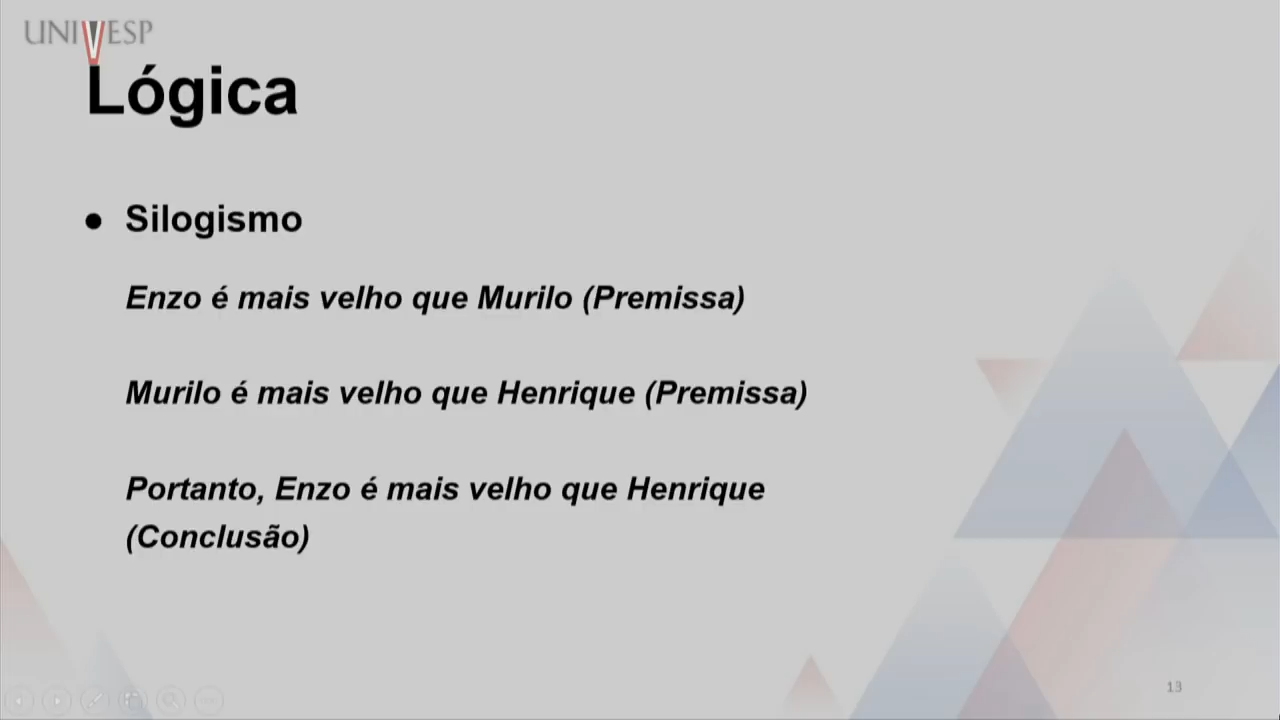 UNIVESP
Lógica
● Silogismo
Enzo é mais velho que Murilo (Premissa)
Murilo é mais velho que Henrique (Premissa)
Portanto, Enzo é mais velho que Henrique
(Conclusão)
13